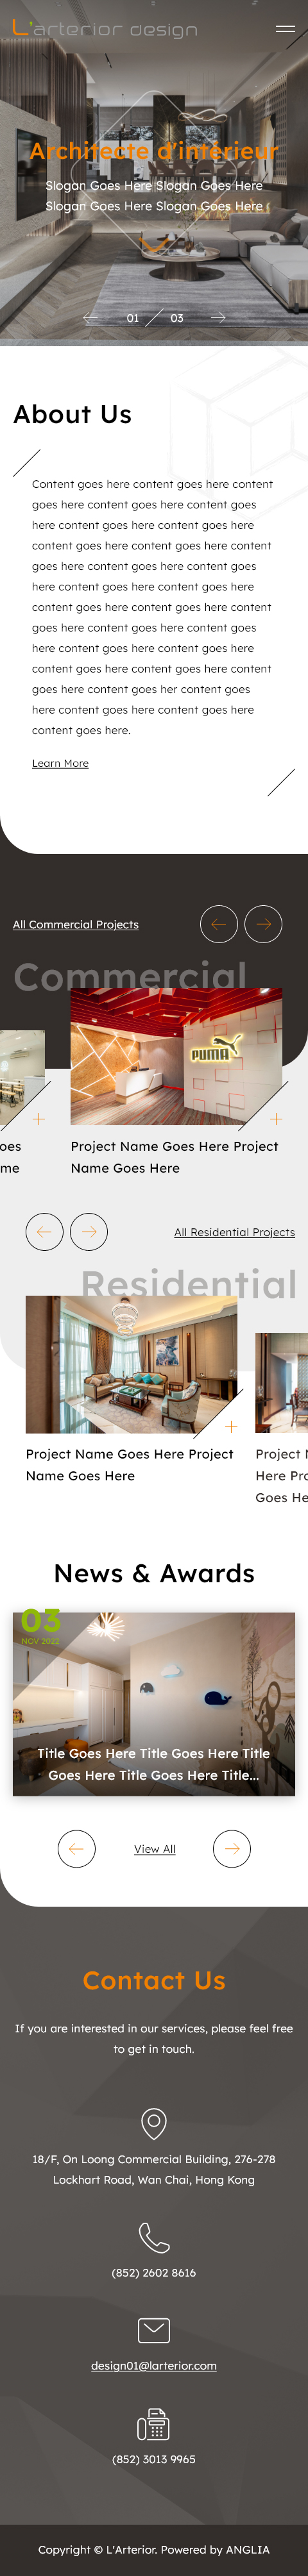 L'arterior design
Architecte d'intérieur
Slogan Goes Here Slogan Goes Here
Slogan Goes Here Slogan Goes Here
01 / 03
About Us
Content goes here content goes here content
goes here content goes here content goes
here content goes here content goes here
content goes here content goes here content
goes here content goes here content goes
here content goes here content goes here
content goes here content goes here content
goes here content goes here content goes
here content goes here content goes here
content goes here content goes here content
goes here content goes her content goes
here content goes here content goes here
content goes here.
Learn More
All Commercial Projects
Commercial
PUMA
oes
me
Project Name Goes Here Project
Name Goes Here
All Residential Projects
Residential
Project Name Goes Here Project
Name Goes Here
Project N
Here Pro
Goes He
News & Awards
03
NOV 2022
Title Goes Here Title Goes Here Title
Goes Here Title Goes Here Title...
View All
Contact Us
If you are interested in our services, please feel free
to get in touch.
18/F, On Loong Commercial Building, 276-278
Lockhart Road, Wan Chai, Hong Kong
(852) 2602 8616
design01@larterior.com
(852) 3013 9965
Copyright © L'Arterior. Powered by ANGLIA